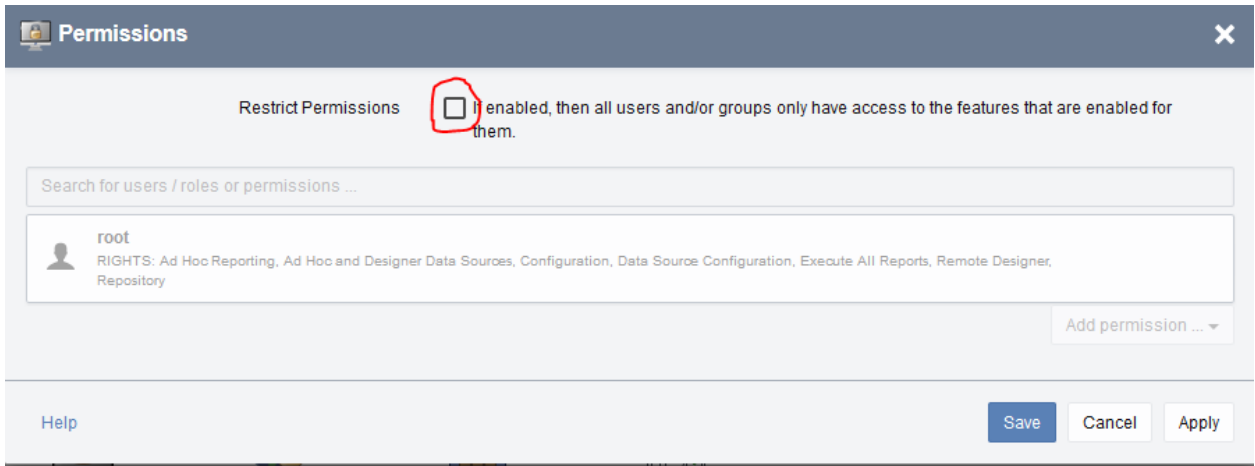 Permissions
Restrict Permissions
If enabled, then all users and/or groups only have access to the features that are enabled for
them.
Search for users / roles or permissions ...
root
RIGHTS: Ad Hoc Reporting, Ad Hoc and Designer Data Sources, Configuration, Data Source Configuration, Execute All Reports, Remote Designer,
Repository
Add permission ...
Help
Save
Cancel
Apply